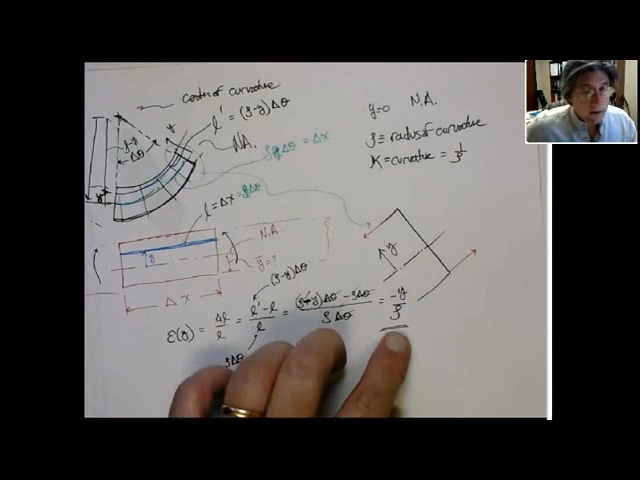 center of curvature
y=0 N.A.
l' = (ρ-y)Δθ
ρ ≡ radius of curvature
N.A.
K = curvature = 1/ρ
ρ-y
Δθ
ρΔθ = Δx
l = Δx = ρΔθ
N.A.
y
ȳ = ?
y
Δx
(ρ-y)Δθ
ε(y) = Δl/l = l'-l/l = (ρ-y)Δθ - ρΔθ/ρΔθ = -y/ρ
ρΔθ